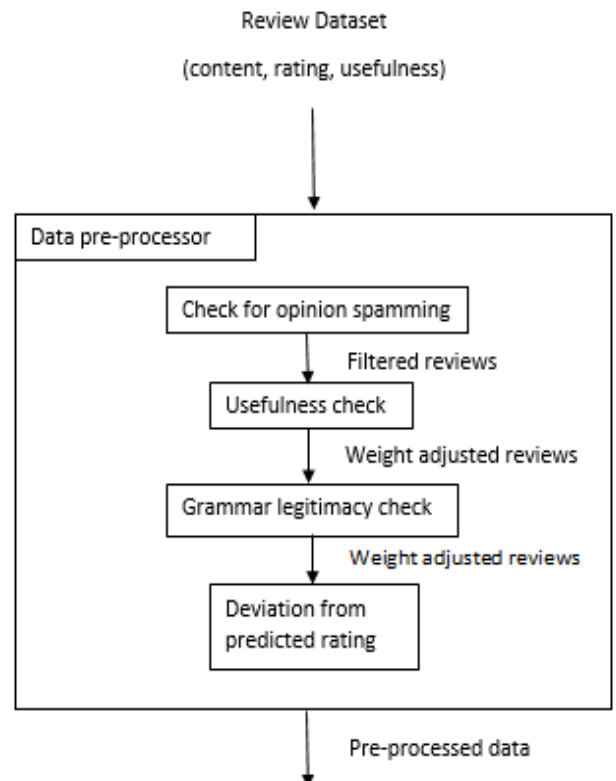 Review Dataset
(content, rating, usefulness)
Data pre-processor
Check for opinion spamming
Filtered reviews
Usefulness check
Weight adjusted reviews
Grammar legitimacy check
Weight adjusted reviews
Deviation from
predicted rating
Pre-processed data